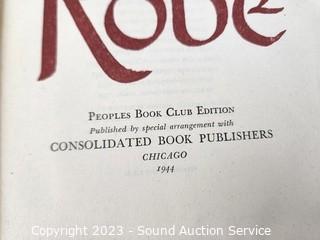 Robe
PEOPLES BOOK CLUB EDITION
Published by special arrangement with
CONSOLIDATED BOOK PUBLISHERS
CHICAGO
1944
Copyright 2023 - Sound Auction Service